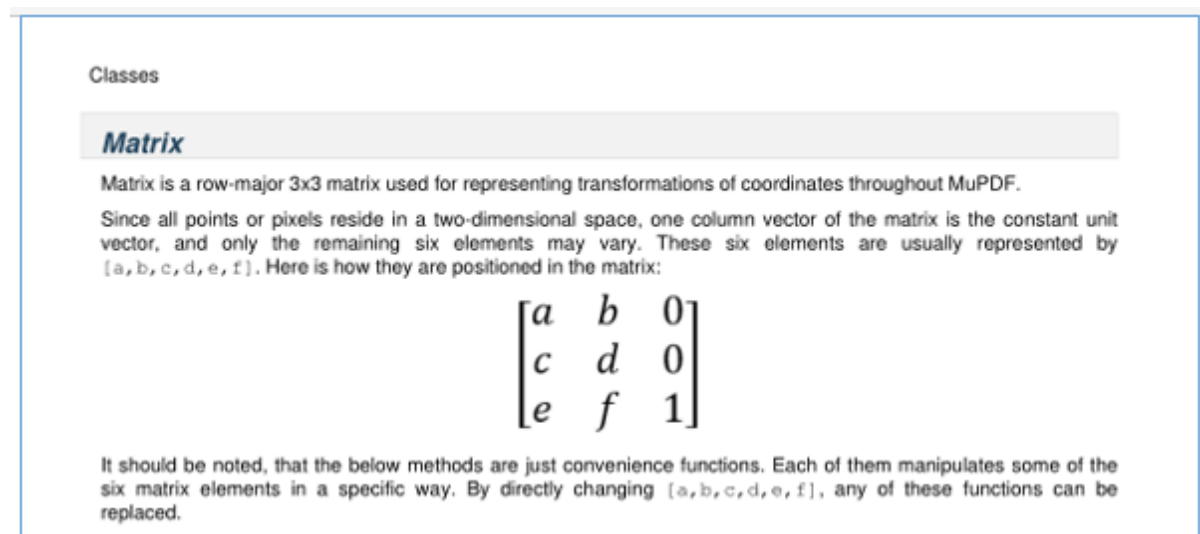 Classes
Matrix
Matrix is a row-major 3x3 matrix used for representing transformations of coordinates throughout MuPDF.
Since all points or pixels reside in a two-dimensional space, one column vector of the matrix is the constant unit
vector, and only the remaining six elements may vary. These six elements are usually represented by
[a,b,c,d,e,f]. Here is how they are positioned in the matrix:
a b 0
c d 0
e f 1
It should be noted, that the below methods are just convenience functions. Each of them manipulates some of the
six matrix elements in a specific way. By directly changing [a,b,c,d,e,f], any of these functions can be
replaced.